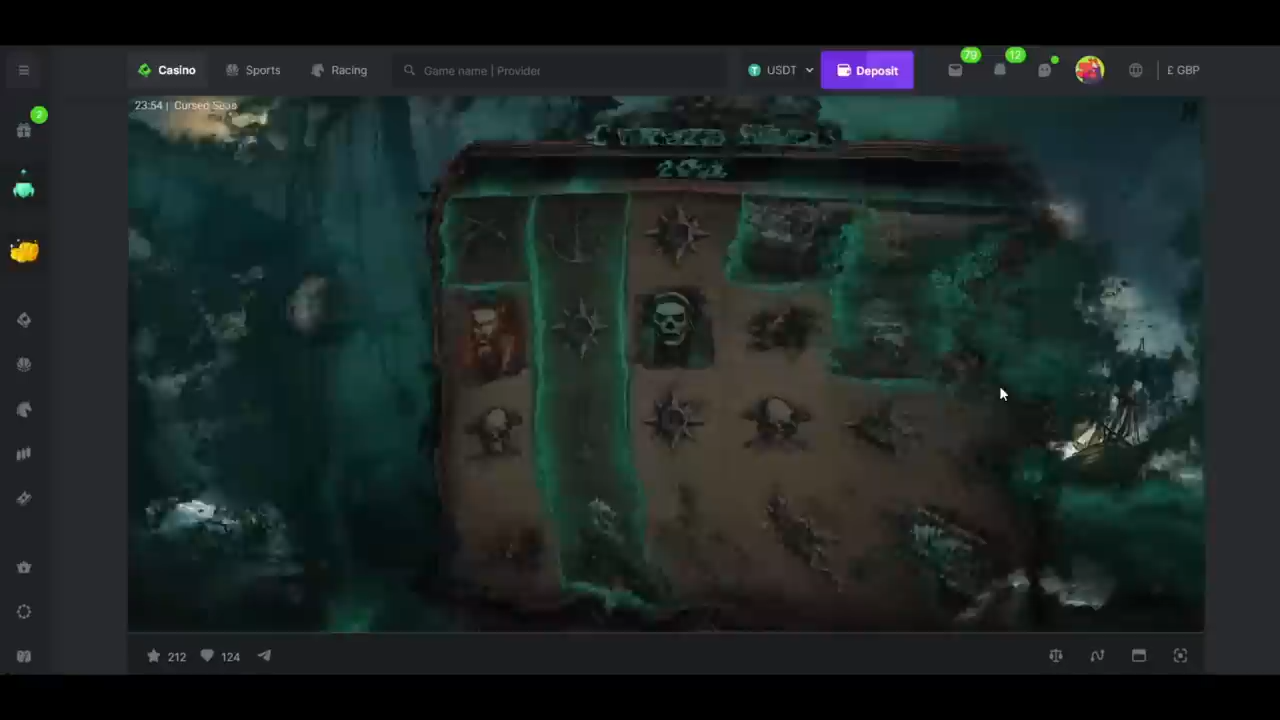 Casino
Sports
Racing
Game name | Provider
T
USDT
Deposit
79
12
£ GBP
23:54 | Cursed Seas
2
212
124